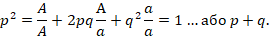 p² = A/A + 2pq A/a + q² a/a = 1 … або p + q.